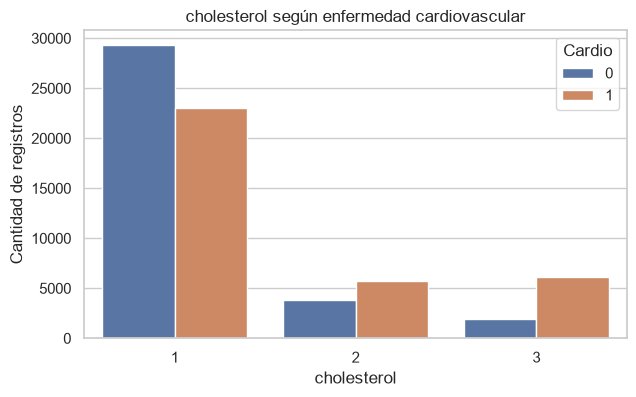 cholesterol según enfermedad cardiovascular
Cardio
0
1
Cantidad de registros
30000
25000
20000
15000
10000
5000
0
1 2 3
cholesterol